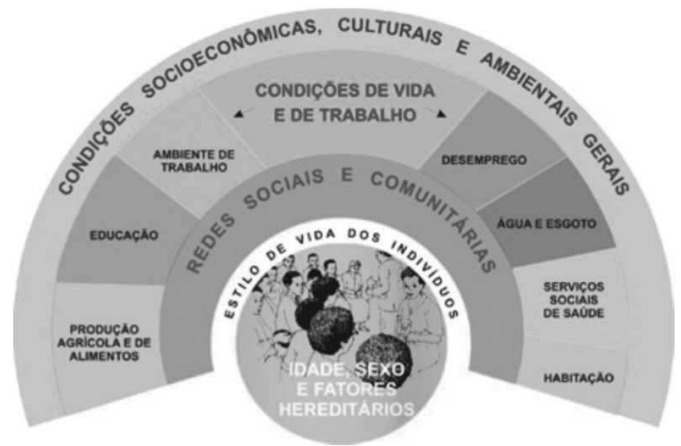 CONDIÇÕES SOCIOECONÔMICAS, CULTURAIS E AMBIENTAIS GERAIS
CONDIÇÕES DE VIDA
E DE TRABALHO
AMBIENTE DE
TRABALHO
DESEMPREGO
REDES SOCIAIS E COMUNITÁRIAS
EDUCAÇÃO
ÁGUA E ESGOTO
ESTILO DE VIDA DOS INDIVÍDUOS
PRODUÇÃO
AGRÍCOLA E DE
ALIMENTOS
SERVIÇOS
SOCIAIS
DE SAÚDE
HABITAÇÃO
IDADE, SEXO
E FATORES
HEREDITÁRIOS